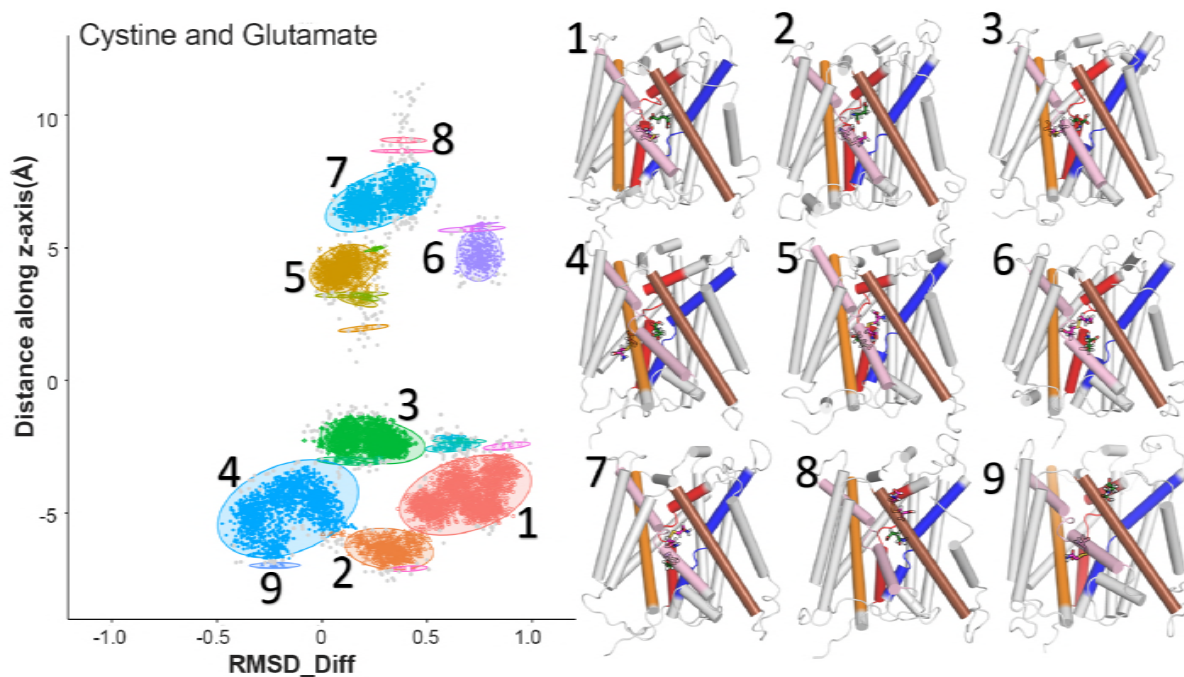 Cystine and Glutamate
Distance along z-axis(Å)
10
5
0
-5
8
7
6
5
3
4
1
2
9
-1.0 -0.5 0 0.5 1.0
RMSD_Diff
1 2 3
4 5 6
7 8 9